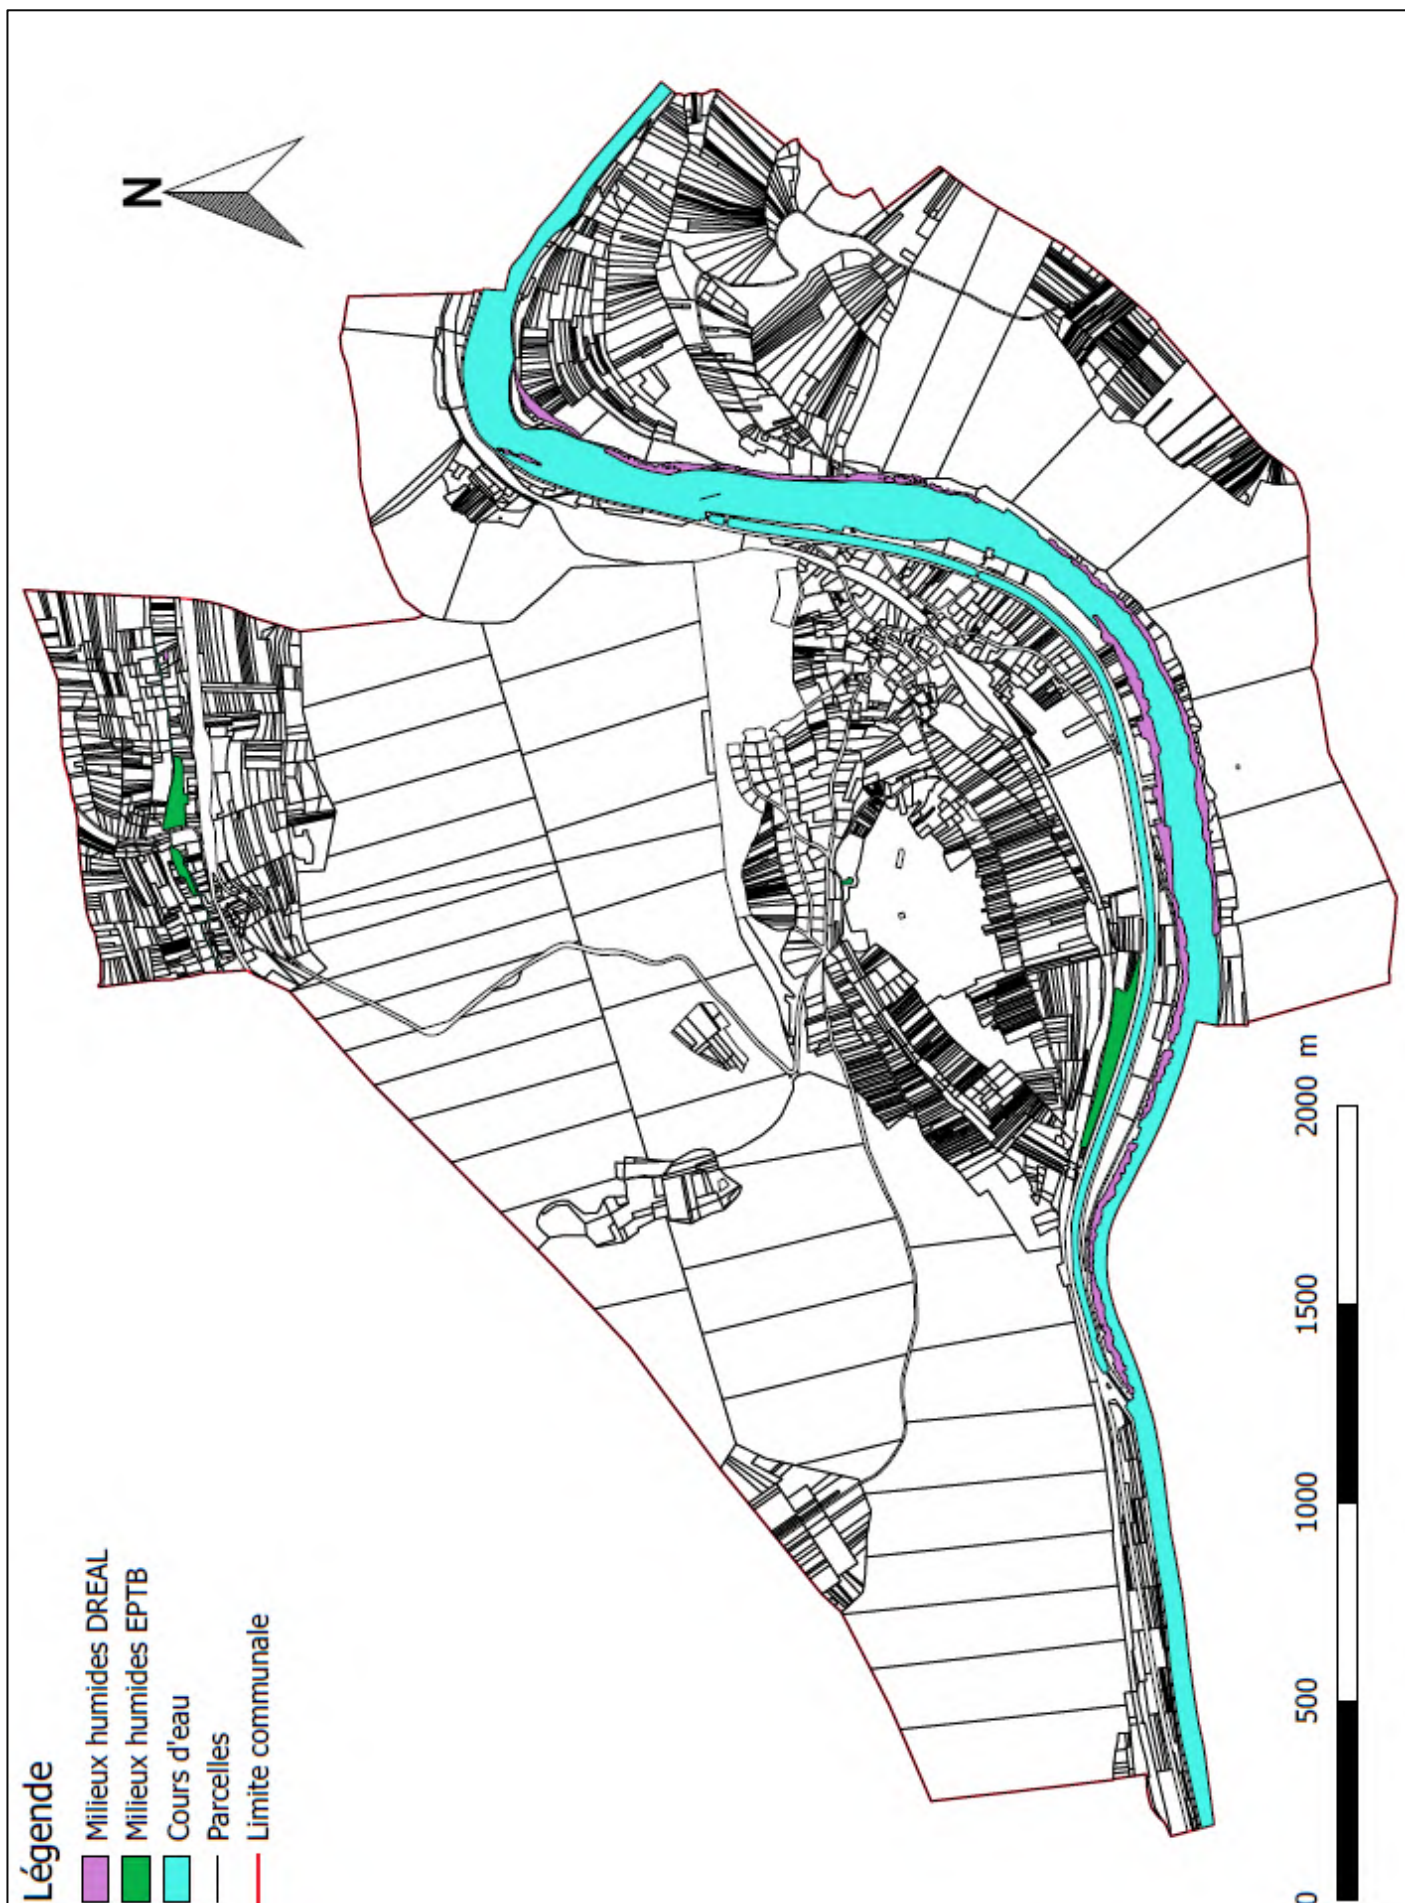 Légende
Milieux humides DREAL
Milieux humides EPTB
Cours d'eau
Parcelles
Limite communale
N
0 500 1000 1500 2000 m